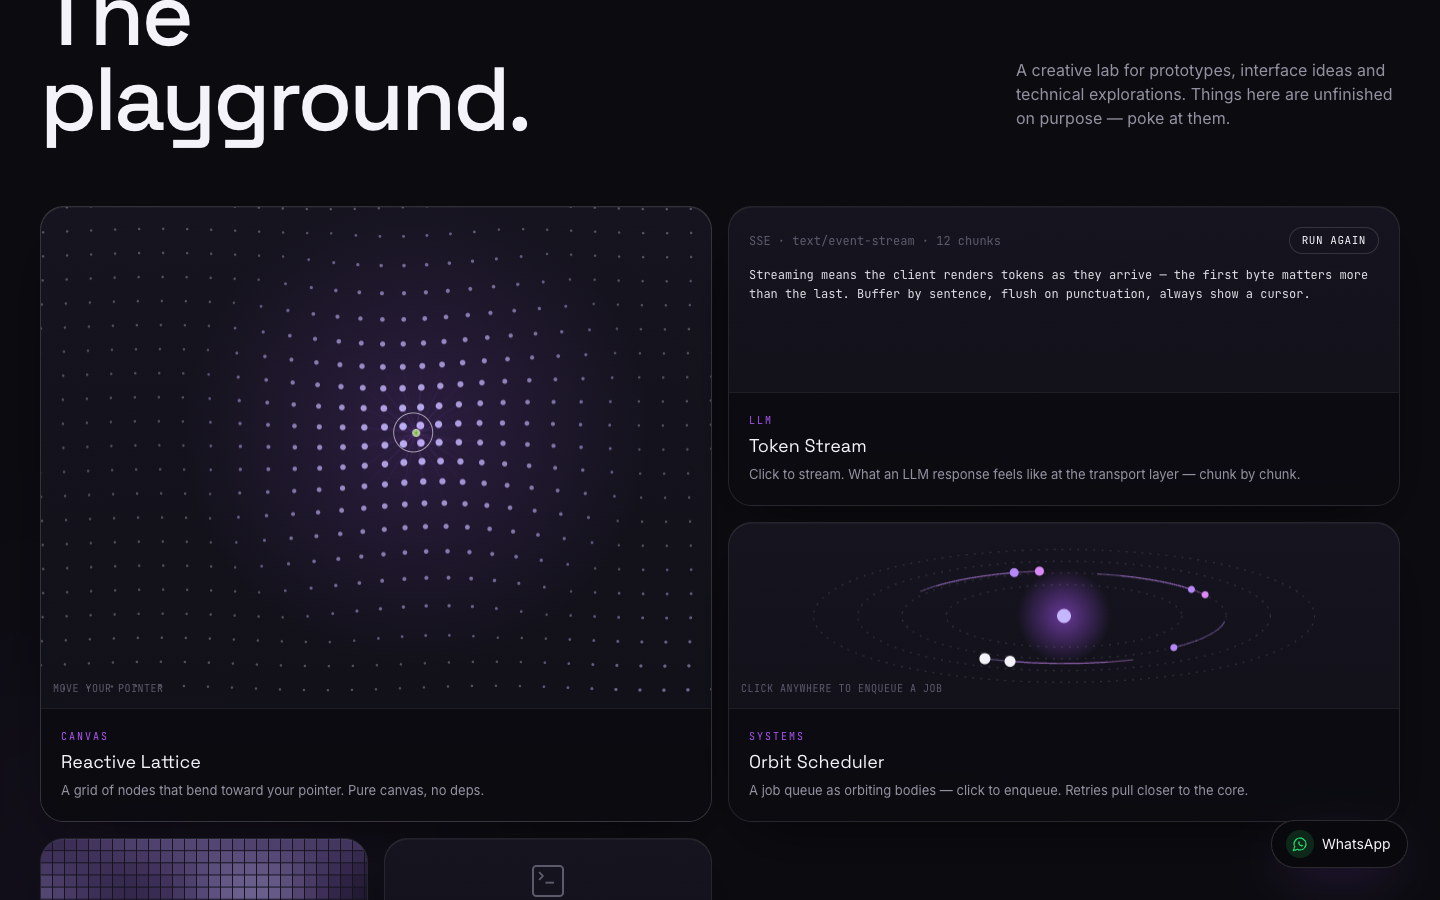 The
playground.
A creative lab for prototypes, interface ideas and
technical explorations. Things here are unfinished
on purpose — poke at them.
MOVE YOUR POINTER
CANVAS
Reactive Lattice
A grid of nodes that bend toward your pointer. Pure canvas, no deps.
SSE · text/event-stream · 12 chunks
RUN AGAIN
Streaming means the client renders tokens as they arrive — the first byte matters more
than the last. Buffer by sentence, flush on punctuation, always show a cursor.
LLM
Token Stream
Click to stream. What an LLM response feels like at the transport layer — chunk by chunk.
CLICK ANYWHERE TO ENQUEUE A JOB
SYSTEMS
Orbit Scheduler
A job queue as orbiting bodies — click to enqueue. Retries pull closer to the core.
WhatsApp